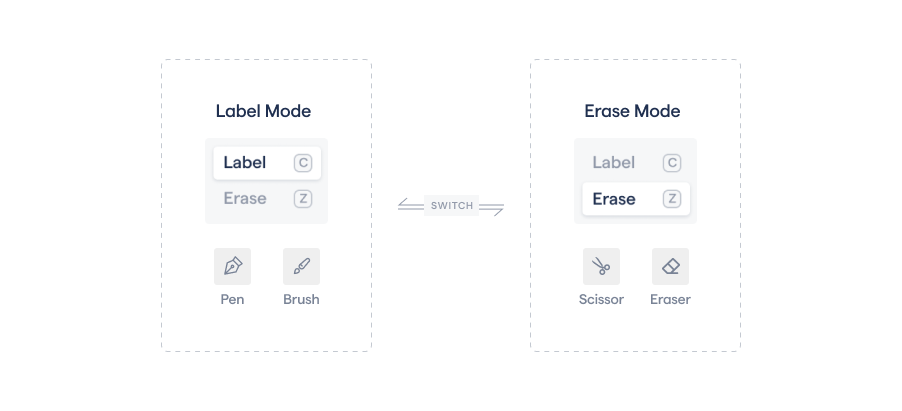 Label Mode
Label C
Erase Z
Pen Brush
SWITCH
Erase Mode
Label C
Erase Z
Scissor Eraser